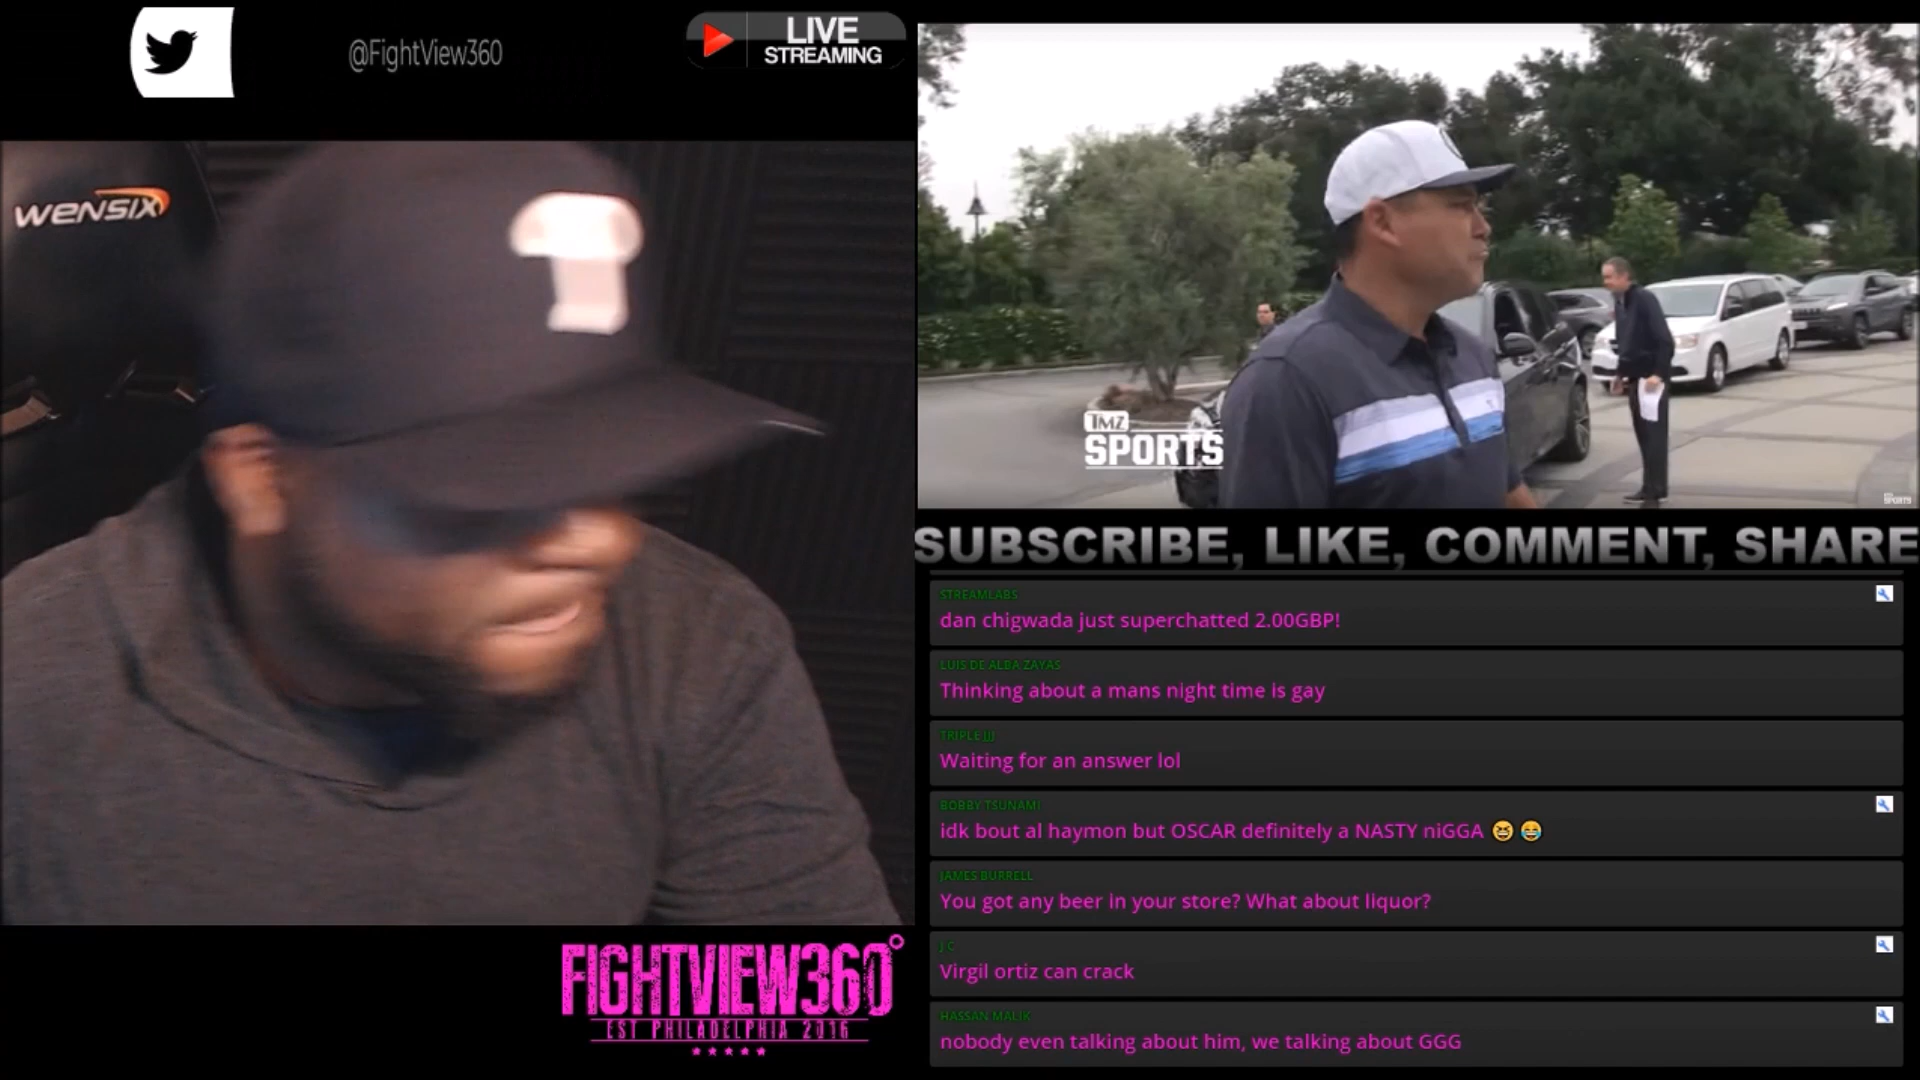 @FightView360
LIVE
STREAMING
WENSIX
TMZ
SPORTS
SPORTS
SUBSCRIBE, LIKE, COMMENT, SHARE
STREAMLABS
dan chigwada just superchatted 2.00GBP!
LUIS DE ALBA ZAYAS
Thinking about a mans night time is gay
TRIPLE JJJ
Waiting for an answer lol
BOBBY TSUNAMI
idk bout al haymon but OSCAR definitely a NASTY niGGA 😆 😂
JAMES BURRELL
You got any beer in your store? What about liquor?
J C
Virgil ortiz can crack
HASSAN MALIK
nobody even talking about him, we talking about GGG
FIGHTVIEW360°
EST PHILADELPHIA 2016